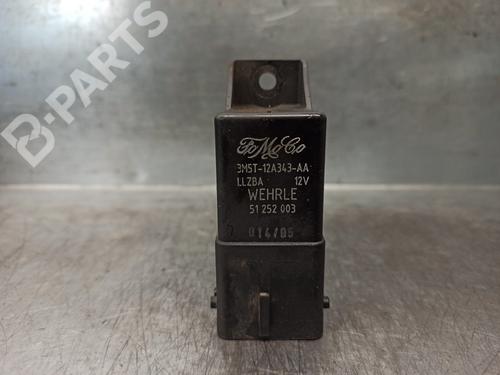 B-PARTS
FoMoCo
3M5T-12A343-AA
LLZBA 12V
WEHRLE
51 252 003
014/05